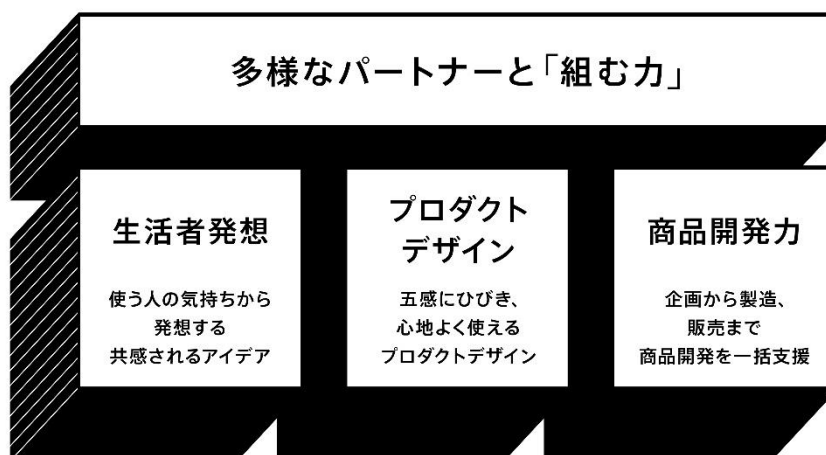 多様なパートナーと「組む力」
生活者発想
使う人の気持ちから
発想する
共感されるアイデア
プロダクト
デザイン
五感にひびき、
心地よく使える
プロダクトデザイン
商品開発力
企画から製造、
販売まで
商品開発を一括支援